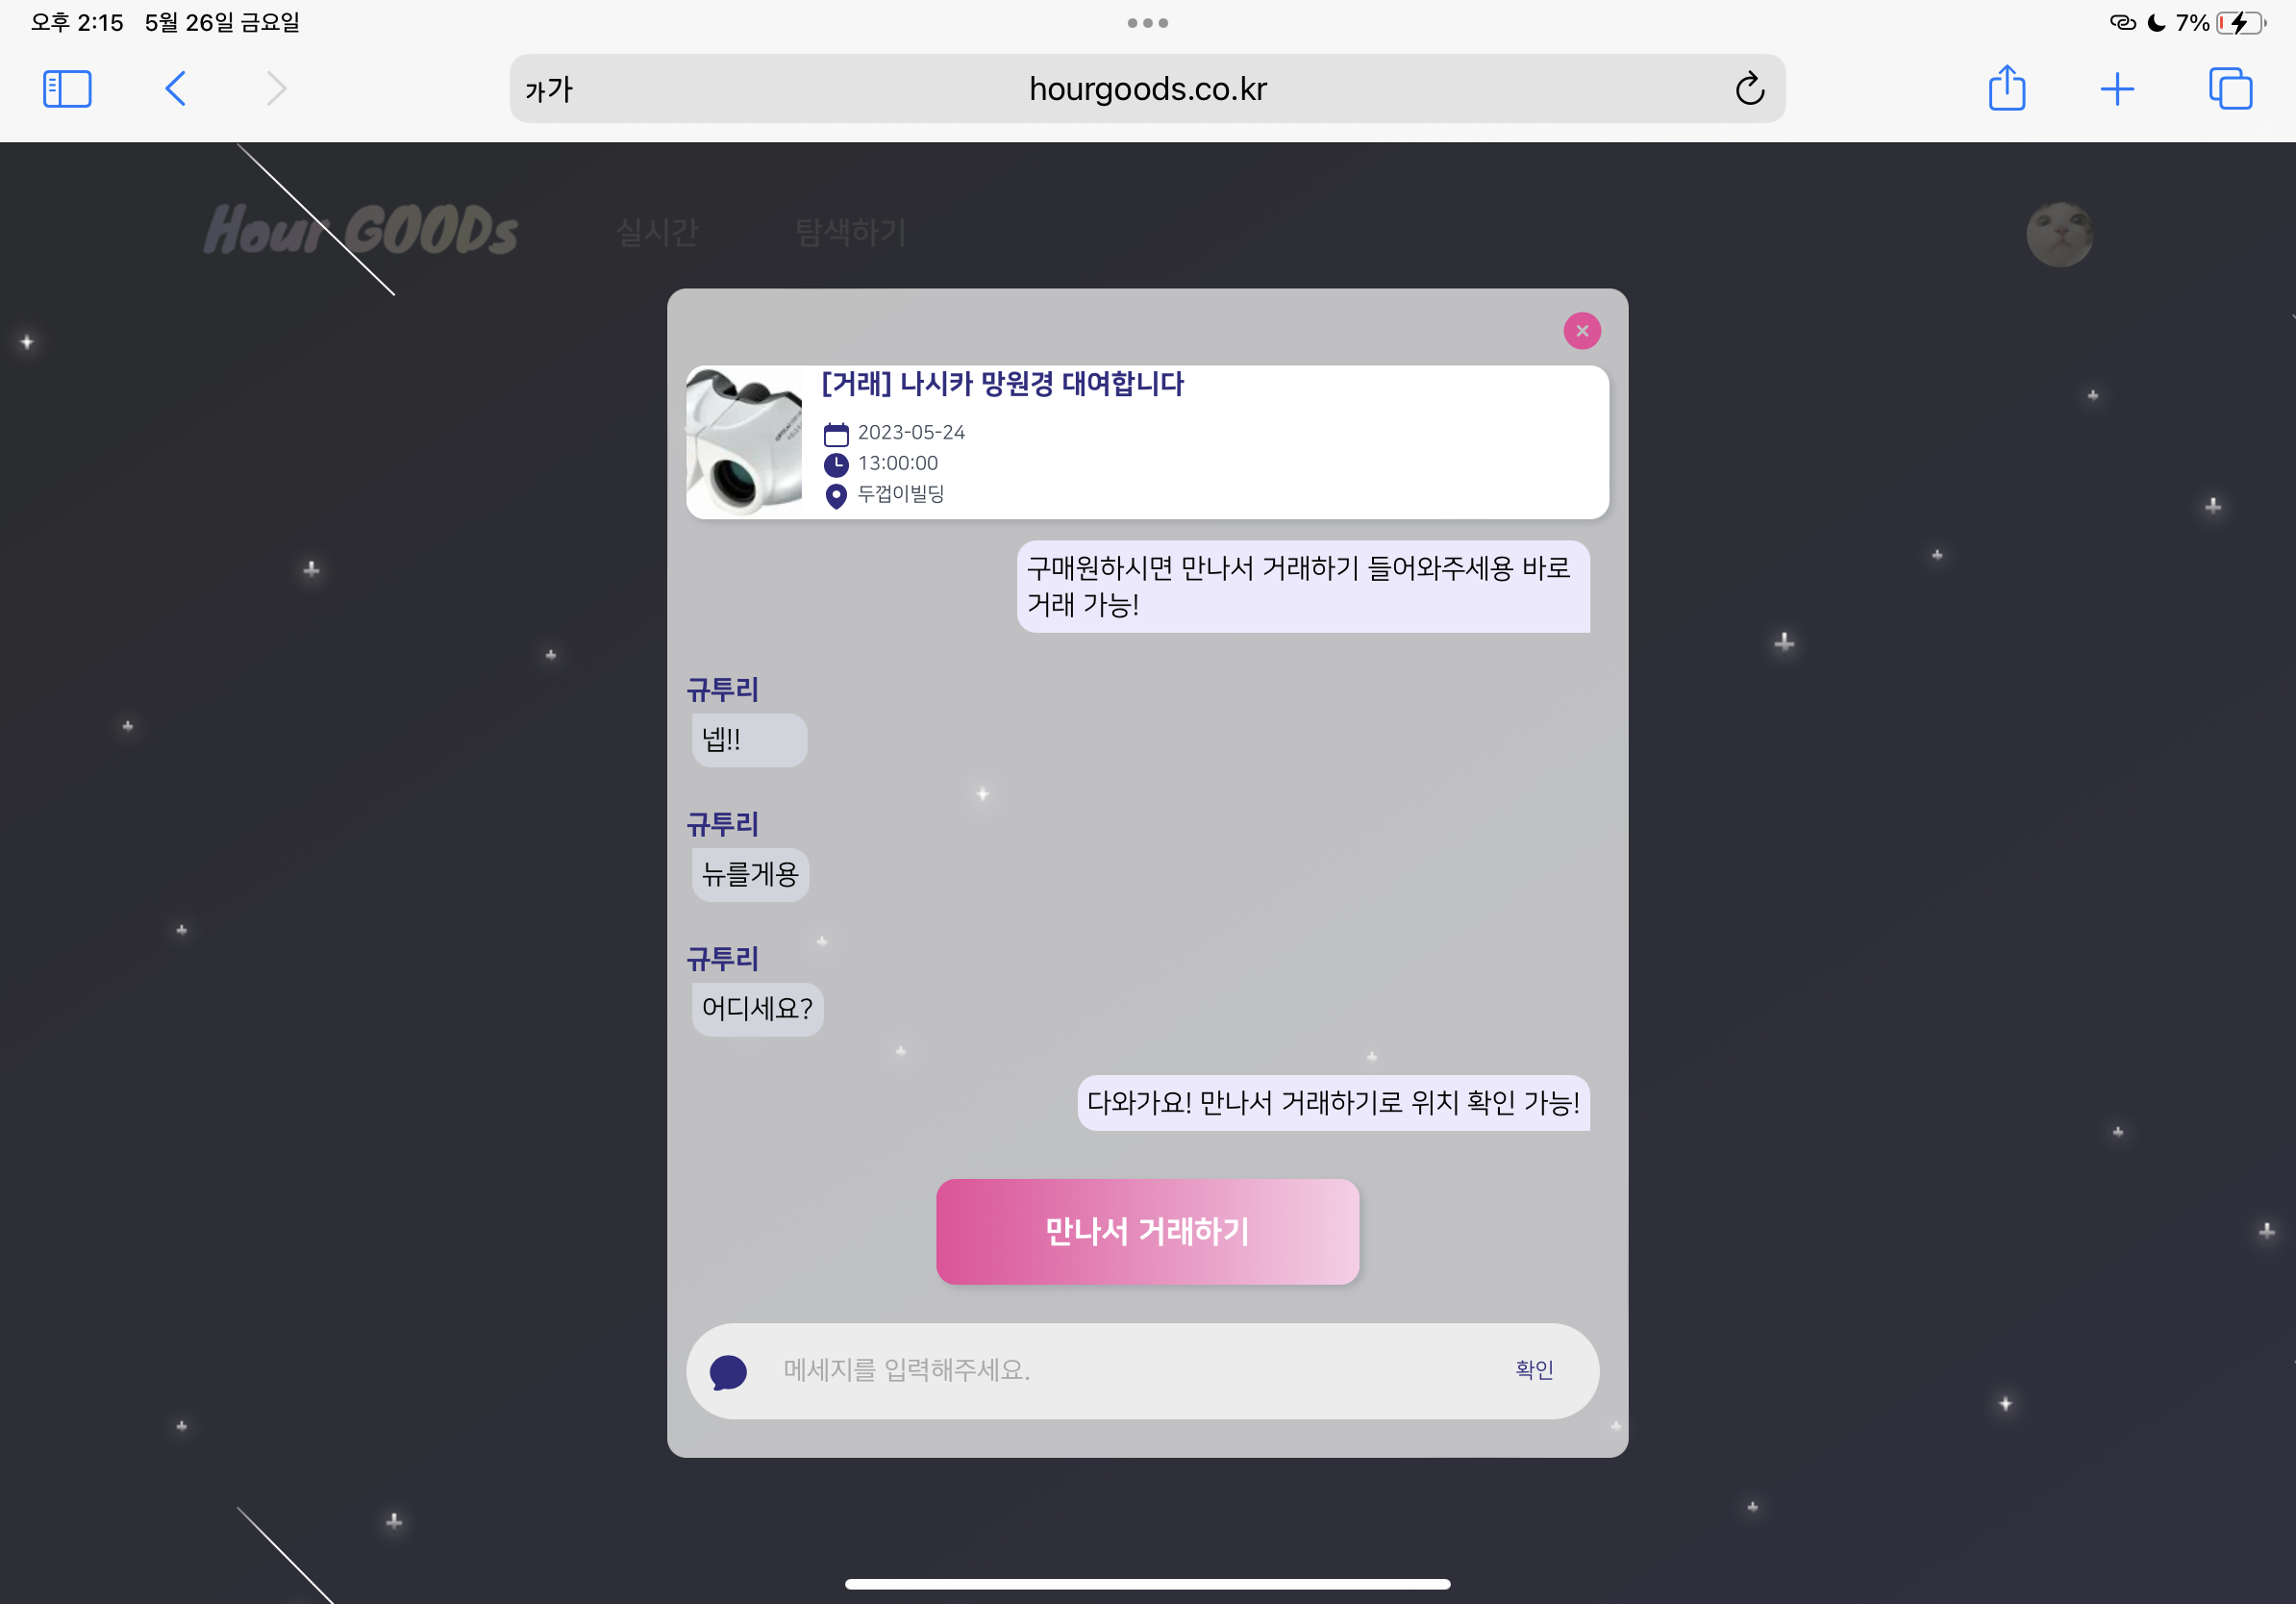 오후 2:15 5월 26일 금요일
7%
가가
hourgoods.co.kr
Hour GOODs
실시간
탐색하기
[거래] 나시카 망원경 대여합니다
2023-05-24
13:00:00
두껍이빌딩
구매원하시면 만나서 거래하기 들어와주세용 바로
거래 가능!
규투리
넵!!
규투리
뉴를게용
규투리
어디세요?
다와가요! 만나서 거래하기로 위치 확인 가능!
만나서 거래하기
메세지를 입력해주세요.
확인